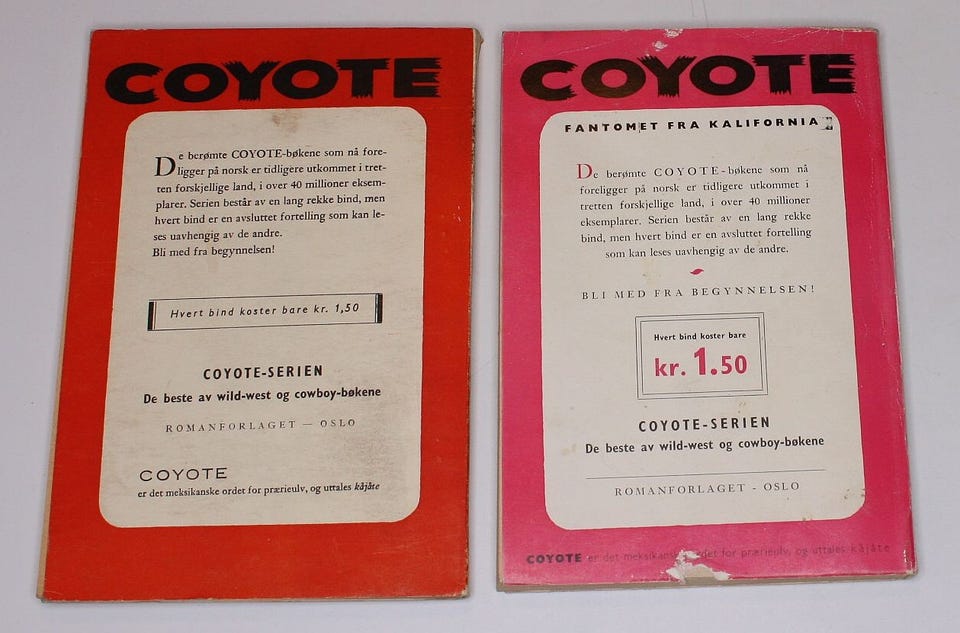 COYOTE
De berømte COYOTE-bøkene som nå fore-
ligger på norsk er tidligere utkommet i tret-
ten forskjellige land, i over 40 millioner eksem-
plarer. Serien består av en lang rekke bind, men
hvert bind er en avsluttet fortelling som kan le-
ses uavhengig av de andre.
Bli med fra begynnelsen!
Hvert bind koster bare kr. 1,50
COYOTE-SERIEN
De beste av wild-west og cowboy-bøkene
ROMANFORLAGET — OSLO
COYOTE
er det meksikanske ordet for prærieulv, og uttales kåjåte
COYOTE
FANTOMET FRA KALIFORNIA
De berømte COYOTE-bøkene som nå
foreligger på norsk er tidligere utkommet i
tretten forskjellige land, i over 40 millioner
eksemplarer. Serien består av en lang rekke
bind, men hvert bind er en avsluttet fortelling
som kan leses uavhengig av de andre.
BLI MED FRA BEGYNNELSEN!
Hvert bind koster bare
kr. 1.50
COYOTE-SERIEN
De beste av wild-west og cowboy-bøkene
ROMANFORLAGET - OSLO
COYOTE er det meksikanske ordet for prærieulv, og uttales kåjåte